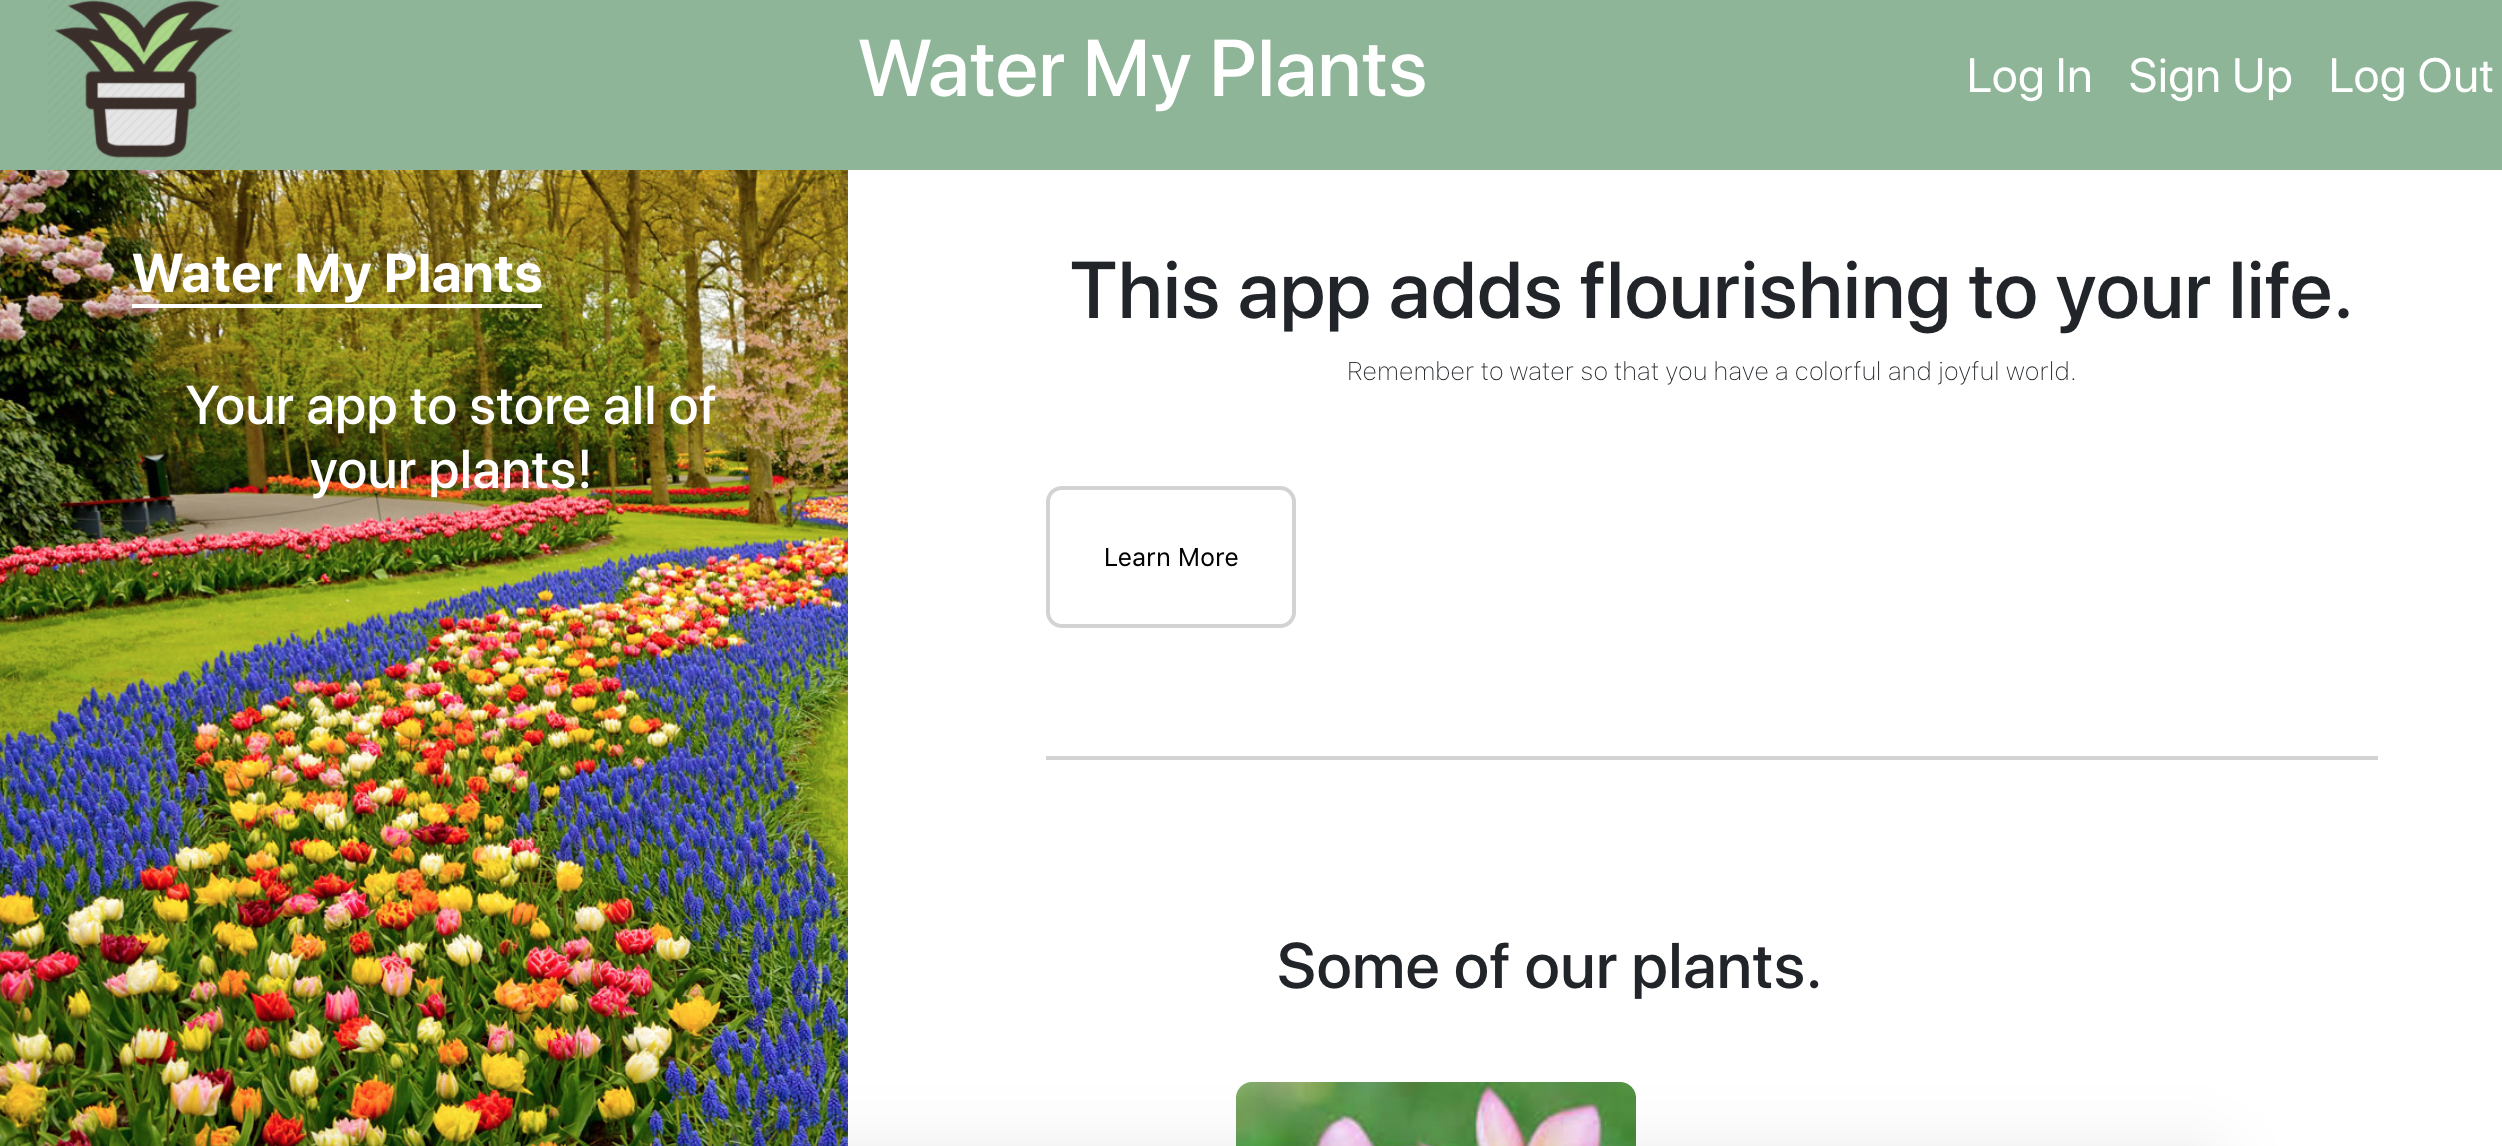 Water My Plants
Log In Sign Up Log Out
Water My Plants
Your app to store all of
your plants!
This app adds flourishing to your life.
Remember to water so that you have a colorful and joyful world.
Learn More
Some of our plants.